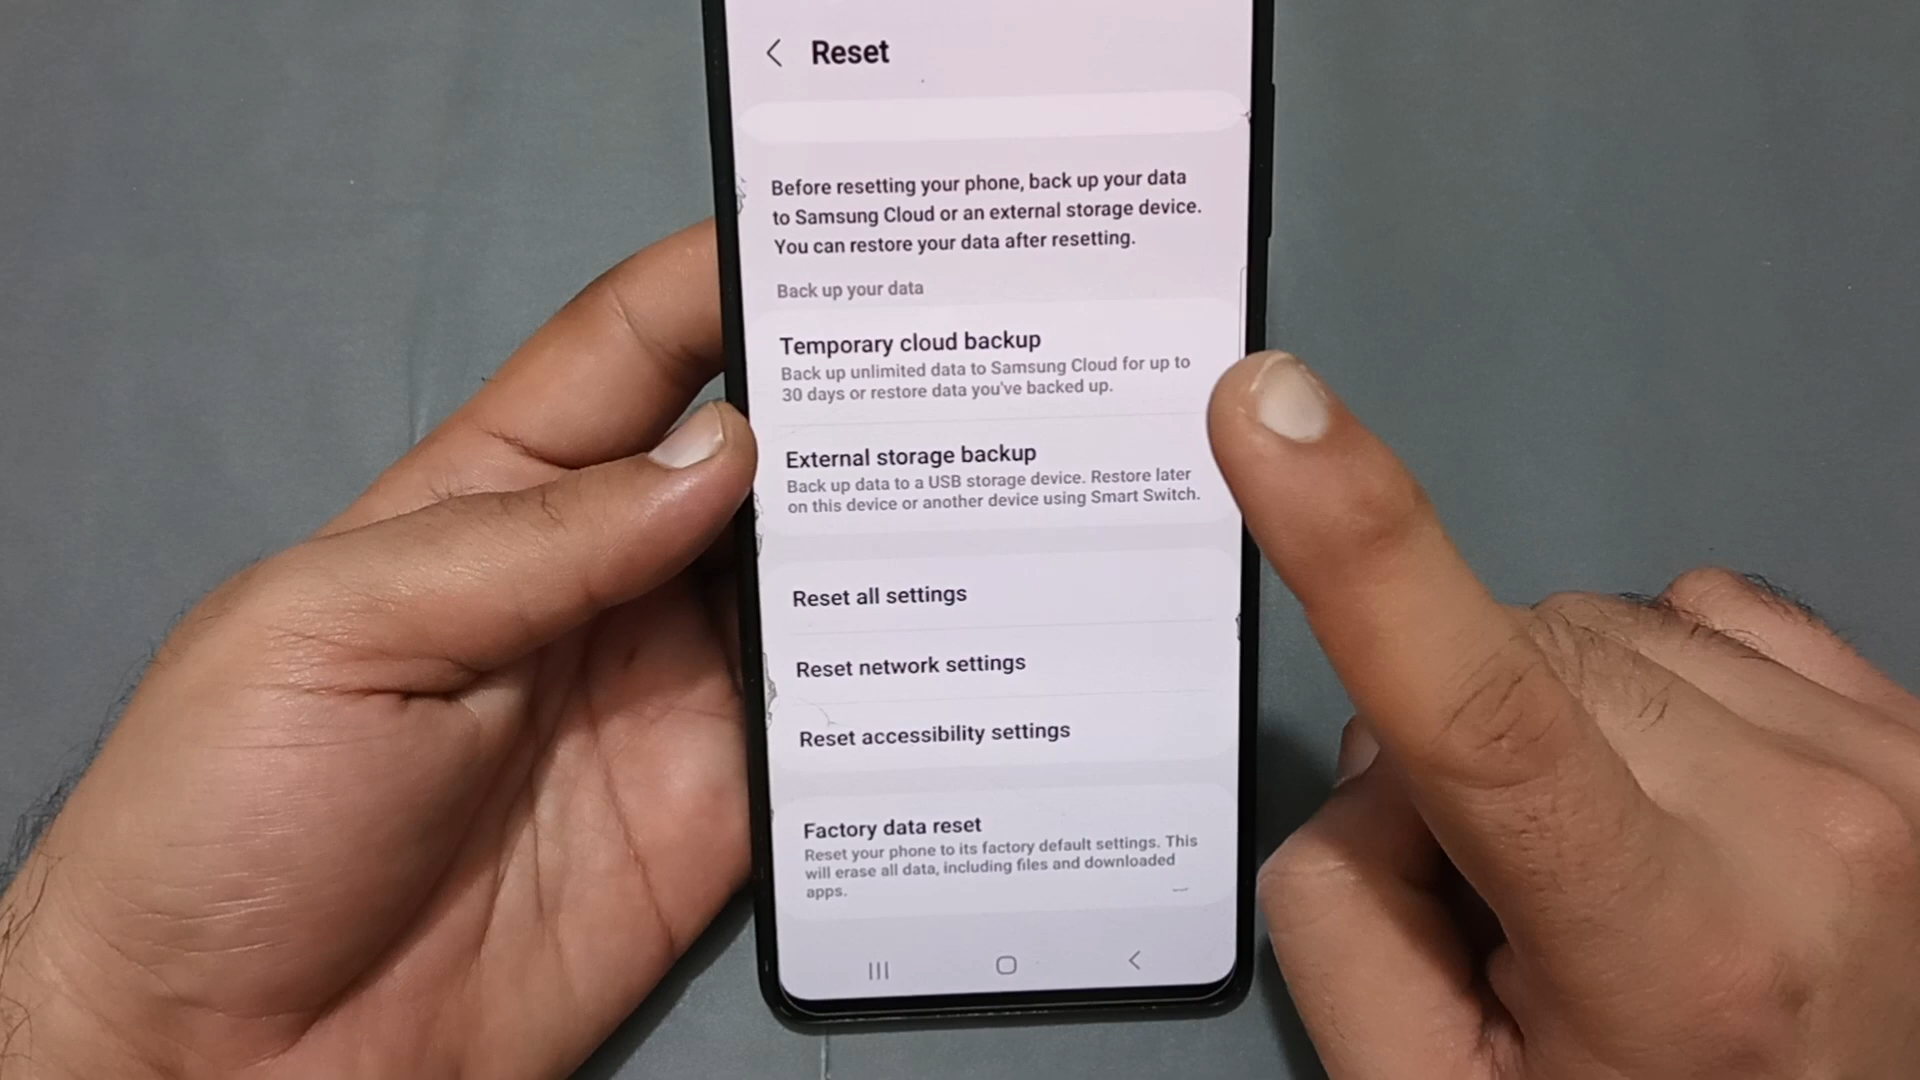 Reset
Before resetting your phone, back up your data
to Samsung Cloud or an external storage device.
You can restore your data after resetting.
Back up your data
Temporary cloud backup
Back up unlimited data to Samsung Cloud for up to
30 days or restore data you've backed up.
External storage backup
Back up data to a USB storage device. Restore later
on this device or another device using Smart Switch.
Reset all settings
Reset network settings
Reset accessibility settings
Factory data reset
Reset your phone to its factory default settings. This
will erase all data, including files and downloaded
apps.